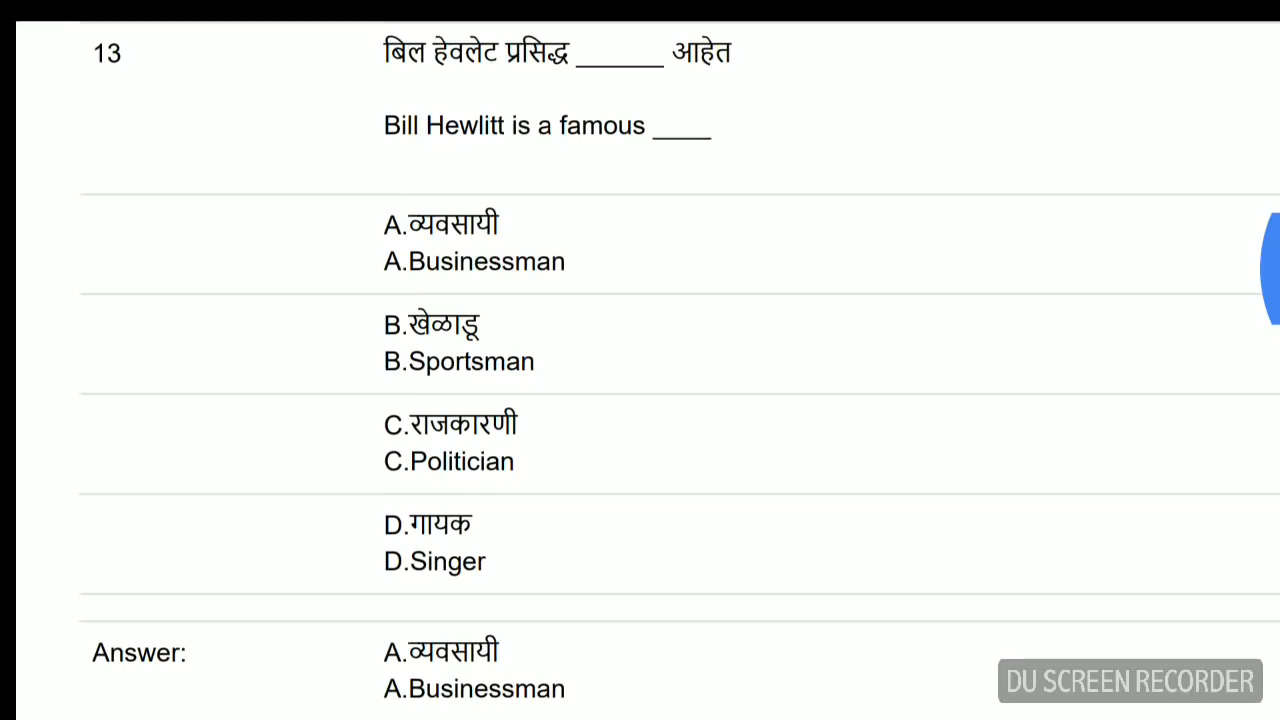 13 बिल हेवलेट प्रसिद्ध ______ आहेत
Bill Hewlitt is a famous ____
A.व्यवसायी
A.Businessman
B.खेळाडू
B.Sportsman
C.राजकारणी
C.Politician
D.गायक
D.Singer
Answer: A.व्यवसायी
A.Businessman
DU SCREEN RECORDER